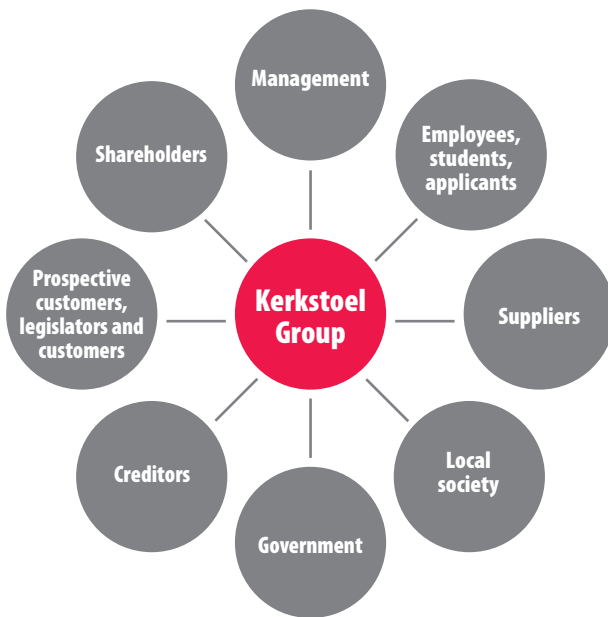 Management
Employees,
students,
applicants
Shareholders
Prospective
customers,
legislators and
customers
Kerkstoel
Group
Suppliers
Local
society
Creditors
Government